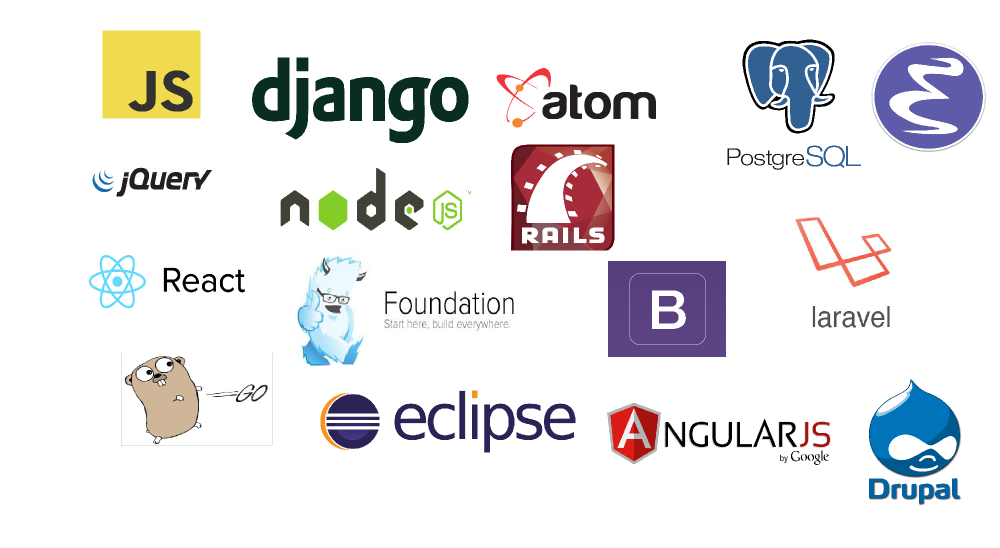 JS
django
atom
PostgreSQL
jQuery
node
JS
™
RAILS
React
Foundation
Start here, build everywhere.
B
laravel
GO
eclipse
ANGULARJS
by Google
Drupal